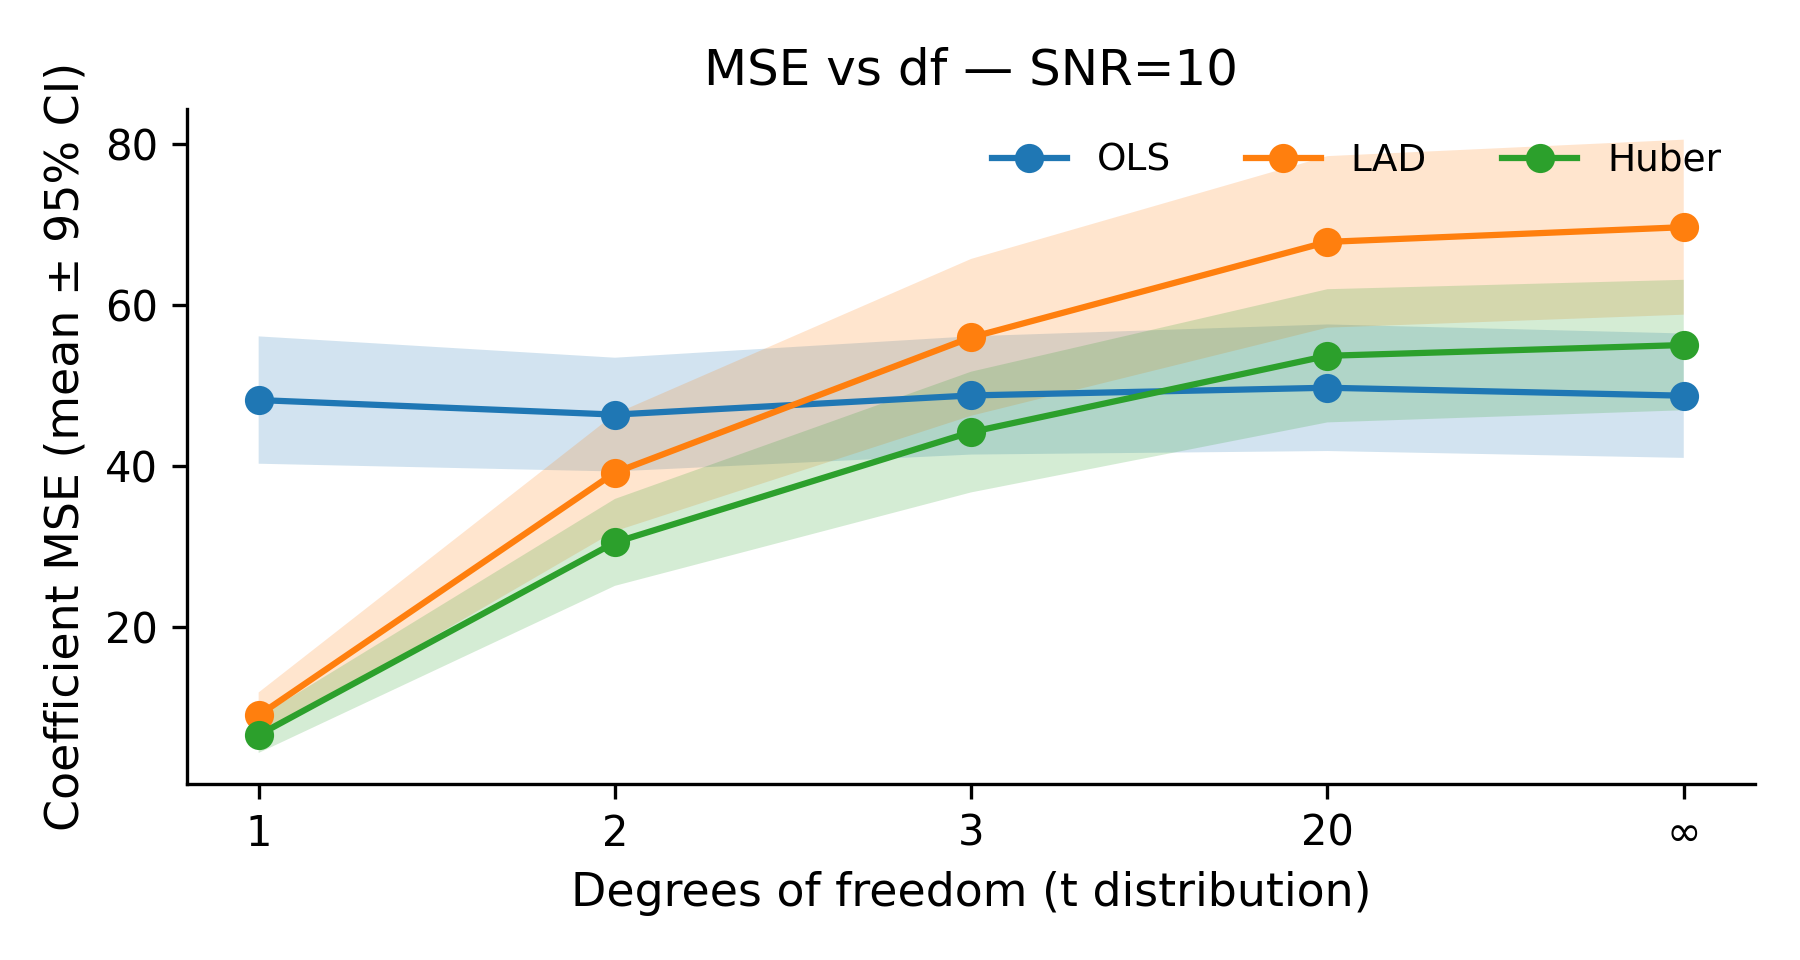 MSE vs df — SNR=10
OLS LAD Huber
Coefficient MSE (mean ± 95% CI)
80
60
40
20
1 2 3 20 ∞
Degrees of freedom (t distribution)